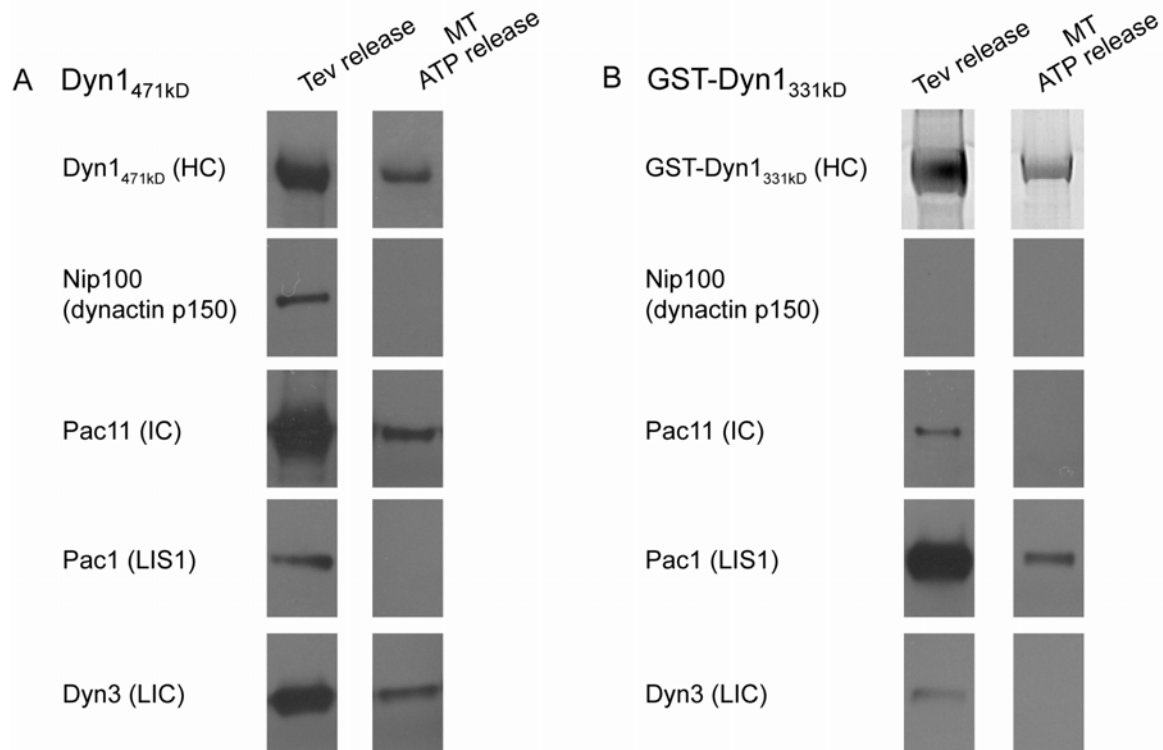 A Dyn1471kD
Tev release
MT
ATP release
Dyn1471kD (HC)
Nip100
(dynactin p150)
Pac11 (IC)
Pac1 (LIS1)
Dyn3 (LIC)
B GST-Dyn1331kD
Tev release
MT
ATP release
GST-Dyn1331kD (HC)
Nip100
(dynactin p150)
Pac11 (IC)
Pac1 (LIS1)
Dyn3 (LIC)